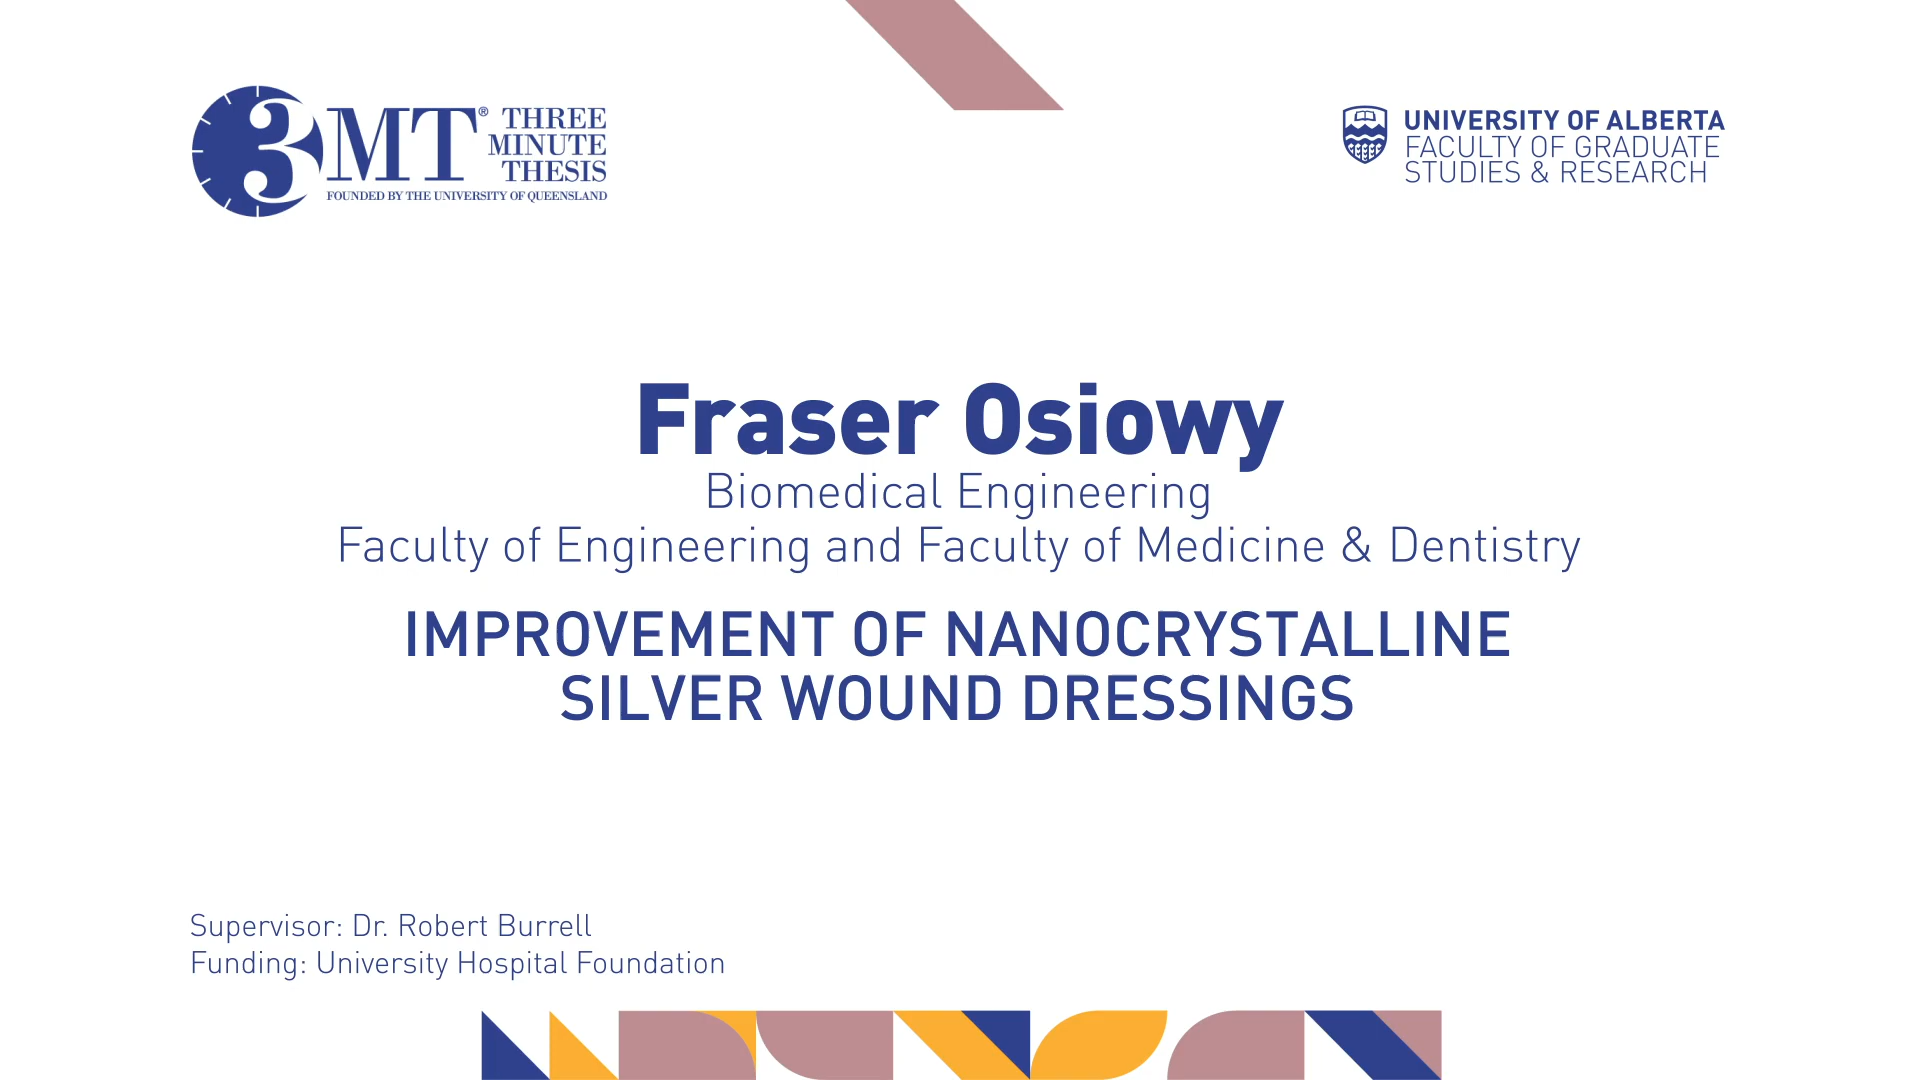 3MT® THREE
MINUTE
THESIS
FOUNDED BY THE UNIVERSITY OF QUEENSLAND
UNIVERSITY OF ALBERTA
FACULTY OF GRADUATE
STUDIES & RESEARCH
Fraser Osiowy
Biomedical Engineering
Faculty of Engineering and Faculty of Medicine & Dentistry
IMPROVEMENT OF NANOCRYSTALLINE
SILVER WOUND DRESSINGS
Supervisor: Dr. Robert Burrell
Funding: University Hospital Foundation